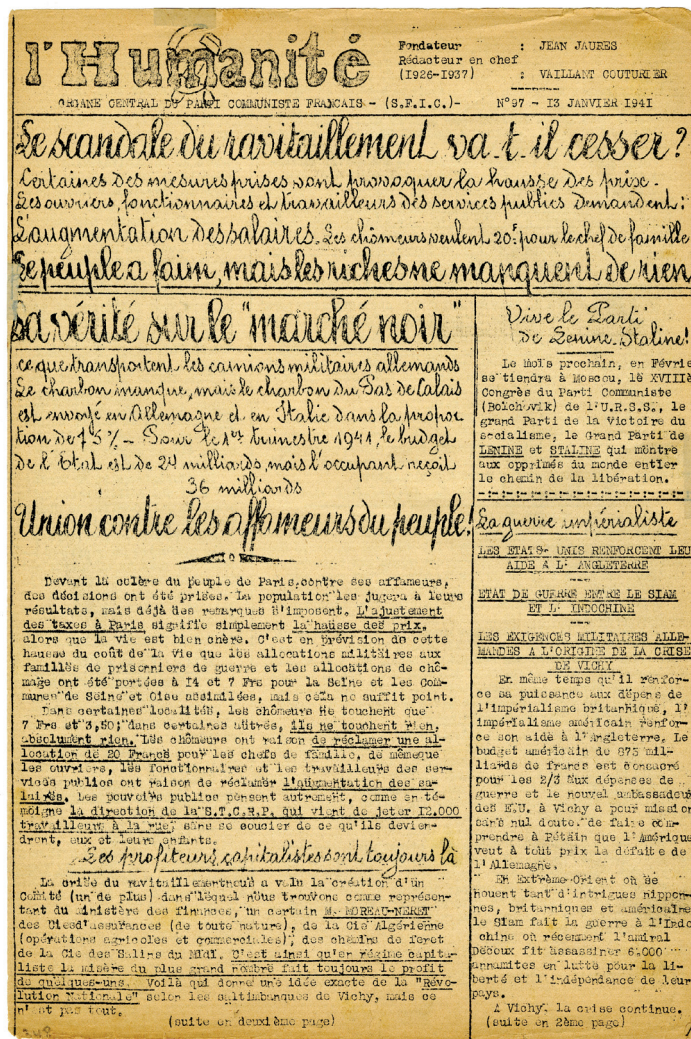 l'Humanité
Fondateur : JEAN JAURES
Rédacteur en chef
(1926-1937) : VAILLANT COUTURIER
ORGANE CENTRAL DU PARTI COMMUNISTE FRANCAIS - (S.F.I.C.)- N°97 - 13 JANVIER 1941
Le scandale du ravitaillement va-t-il cesser?
Certaines des mesures prises vont provoquer la hausse des prix.
Les ouvriers, fonctionnaires et travailleurs des services publics demandent:
L'augmentation des salaires. Les chômeurs veulent 20f pour le chef de famille
Le peuple a faim, mais les riches ne manquent de rien
La vérité sur le "marché noir"
ce que transportent les camions militaires allemands
Le charbon manque, mais le charbon du Pas de Calais
est envoyé en Allemagne et en Italie dans la propor
tion de 75% - Pour le 1er trimestre 1941, le budget
de l'Etat est de 24 milliards, mais l'occupant reçoit
36 milliards
Union contre les affameurs du peuple!
Devant la colère du peuple de Paris, contre ses affameurs,
des décisions ont été prises. La population les jugera à leurs
résultats, mais déjà des remarques s'imposent. L'ajustement
des taxes à Paris signifie simplement la hausse des prix,
alors que la vie est bien chère. C'est en prévision de cette
hausse du coût de la vie que les allocations militaires aux
familles de prisonniers de guerre et les allocations de chô-
mage ont été portées à 14 et 7 Frs pour la Seine et les Com-
munes de Seine et Oise assimilées, mais cela ne suffit point.
Dans certaines localités, les chômeurs ne touchent que
7 Frs et 3,50; dans certaines autres, ils ne touchent rien,
absolument rien. Les chômeurs ont raison de réclamer une al-
location de 20 Francs pour les chefs de famille, de mêmeque
les ouvriers, les fonctionnaires et les travailleurs des ser-
vices publics ont raison de réclamer l'augmentation des sa-
laires. Les pouvoirs publics pensent autrement, comme en té-
moigne la direction de la S.T.C.R.P. qui vient de jeter 12.000
travailleurs à la rue, sans se soucier de ce qu'ils devien-
dront, eux et leurs enfants.
Les profiteurs capitalistes sont toujours là
La crise du ravitaillement nous a valu la création d'un
Comité (un de plus) dans lequel nous trouvons comme représen-
tant du ministère des finances, un certain M. MOREAU-NERET
des Cies d'assurances (de toute nature), de la Cie Algérienne
(opérations agricoles et commerciales), des chemins de fer et
de la Cie des Salins du Midi. C'est ainsi qu'en régime capita-
liste la misère du plus grand nombre fait toujours le profit
de quelques-uns. Voilà qui donne une idée exacte de la "Révo-
lution Nationale" selon les saltimbanques de Vichy, mais ce
n'est pas tout.
(suite en deuxième page)
Vive le Parti
de Lenine, Staline!
Le Mois prochain, en Févrie
se tiendra à Moscou, le XVIIIè
Congrès du Parti Communiste
(Bolchevik) de l'U.R.S.S., le
grand Parti de la Victoire du
socialisme, le Grand Parti de
LENINE et STALINE qui montre
aux opprimés du monde entier
le chemin de la libération.
La guerre impérialiste
LES ETATS-UNIS RENFORCENT LEU
AIDE A L'ANGLETERRE
ETAT DE GUERRE ENTRE LE SIAM
ET L'INDOCHINE
LES EXIGENCES MILITAIRES ALLE-
MANDES A L'ORIGINE DE LA CRISE
DE VICHY
En même temps qu'il renfor-
ce sa puissance aux dépens de
l'impérialisme britannique, l'
impérialisme américain renfor-
ce son aide à l'Angleterre. Le
budget américain de 875 mil-
liards de francs est consacré
pour les 2/3 aux dépenses de
guerre et le nouvel ambassadeu
des EUU. à Vichy a pour mission
sans nul doute de faire com-
prendre à Pétain que l'Amérique
veut à tout prix la défaite de
l'Allemagne.
En Extrême-Orient où se
nouent tant d'intrigues nippon-
nes, britanniques et américaine
le Siam fait la guerre à l'Indo
chine où récemment l'amiral
Decoux fit assassiner 6.000
annamites en lutte pour la li-
berté et l'indépendance de leur
pays.
A Vichy, la crise continue.
(suite en 2ème page)